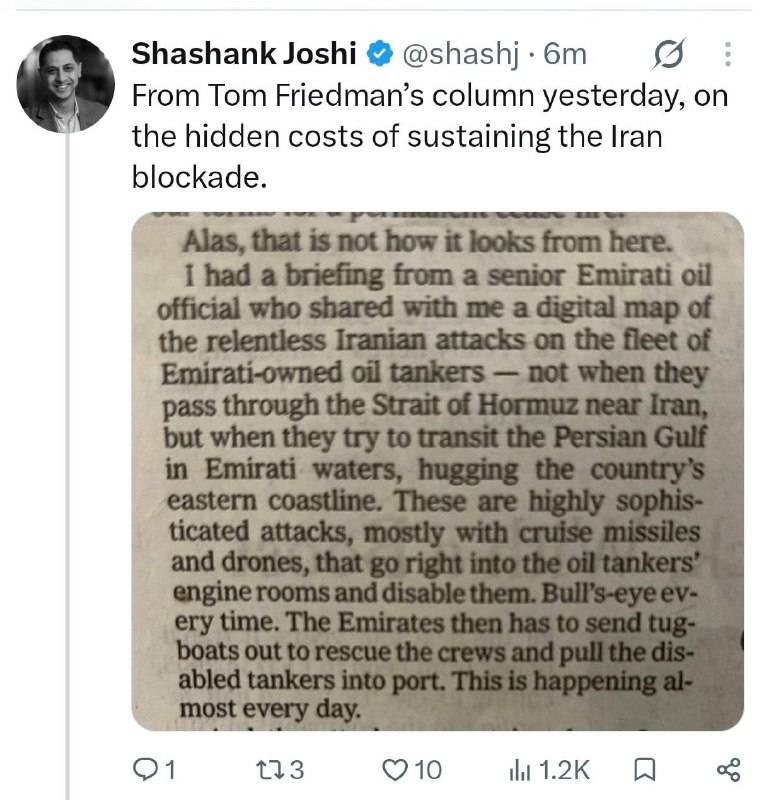 Shashank Joshi @shashj · 6m
From Tom Friedman's column yesterday, on
the hidden costs of sustaining the Iran
blockade.
Alas, that is not how it looks from here.
I had a briefing from a senior Emirati oil
official who shared with me a digital map of
the relentless Iranian attacks on the fleet of
Emirati-owned oil tankers — not when they
pass through the Strait of Hormuz near Iran,
but when they try to transit the Persian Gulf
in Emirati waters, hugging the country's
eastern coastline. These are highly sophis-
ticated attacks, mostly with cruise missiles
and drones, that go right into the oil tankers'
engine rooms and disable them. Bull's-eye ev-
ery time. The Emirates then has to send tug-
boats out to rescue the crews and pull the dis-
abled tankers into port. This is happening al-
most every day.
1 3 10 1.2K